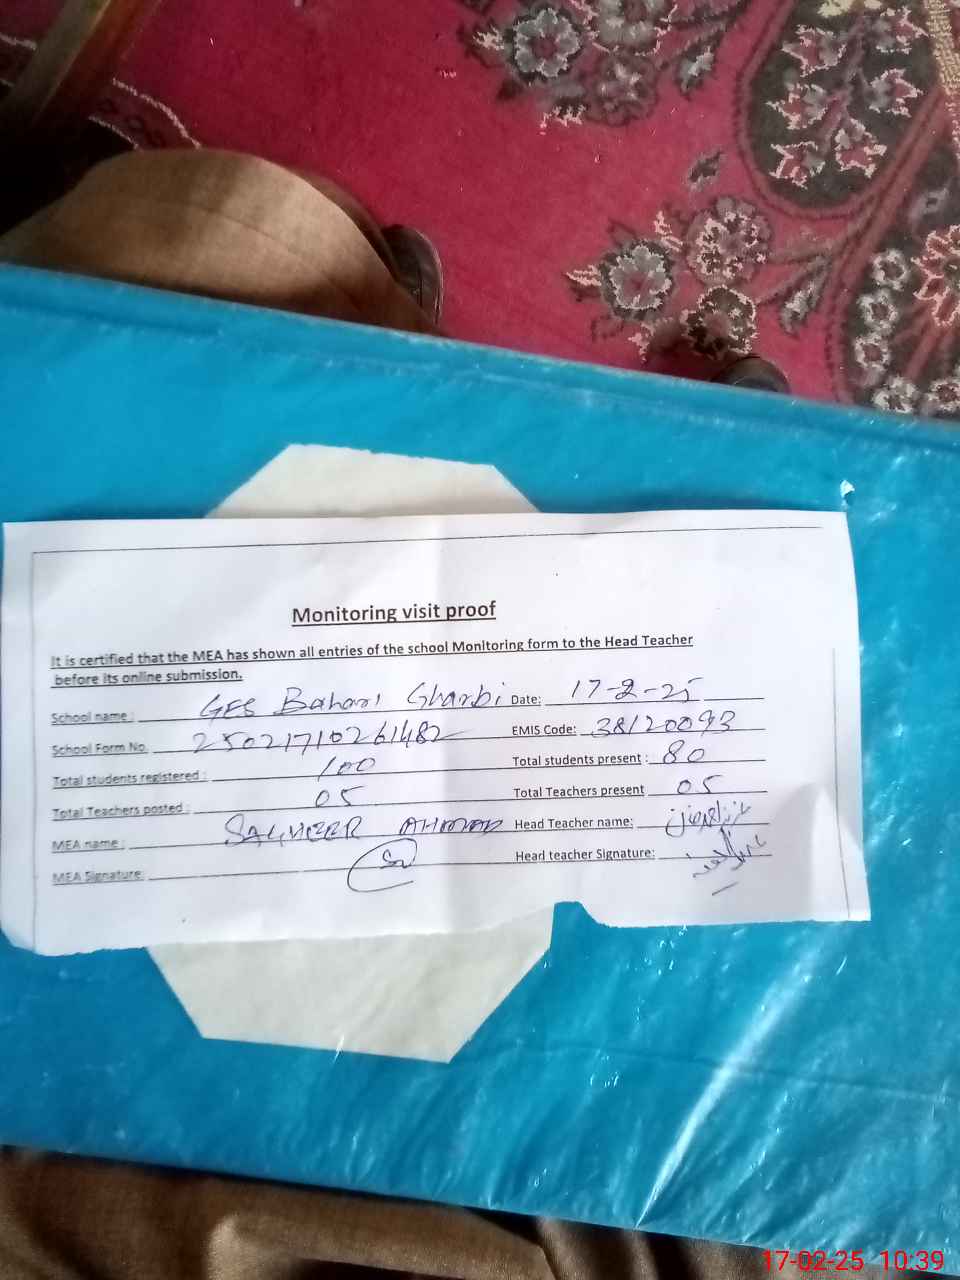 Monitoring visit proof
It is certified that the MEA has shown all entries of the school Monitoring form to the Head Teacher
before its online submission.
School name : GES Bahari Gharbi Date: 17-2-25
School Form No. 25021710261482 EMIS Code: 38120093
Total students registered : 100 Total students present : 80
Total Teachers posted : 05 Total Teachers present 05
MEA name : AHMAD Head Teacher name:
MEA Signature: Head teacher Signature:
17-02-25 10:39